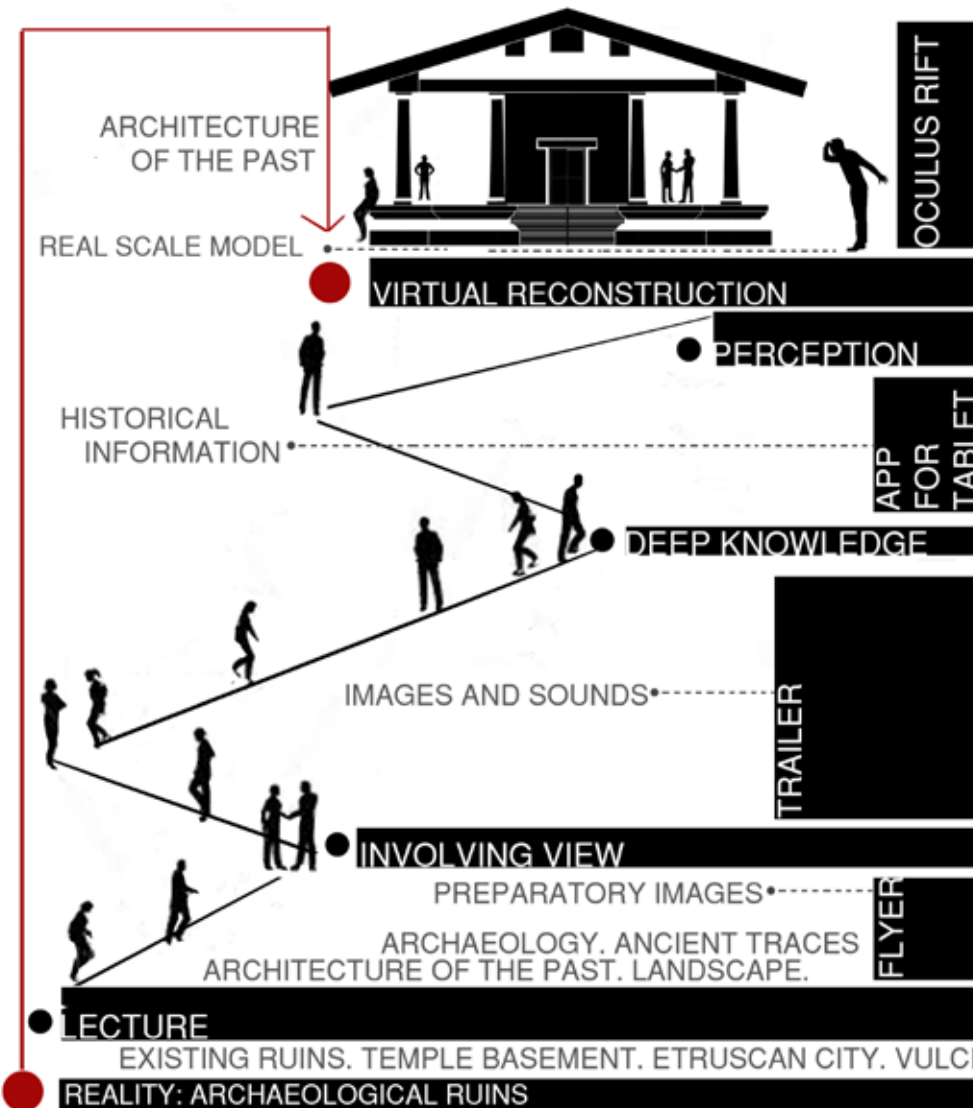 OCULUS RIFT
ARCHITECTURE
OF THE PAST
REAL SCALE MODEL
VIRTUAL RECONSTRUCTION
PERCEPTION
HISTORICAL
INFORMATION
APP
FOR
TABLET
DEEP KNOWLEDGE
IMAGES AND SOUNDS
TRAILER
INVOLVING VIEW
PREPARATORY IMAGES
FLYER
ARCHAEOLOGY. ANCIENT TRACES
ARCHITECTURE OF THE PAST. LANDSCAPE.
LECTURE
EXISTING RUINS. TEMPLE BASEMENT. ETRUSCAN CITY. VULCI
REALITY: ARCHAEOLOGICAL RUINS